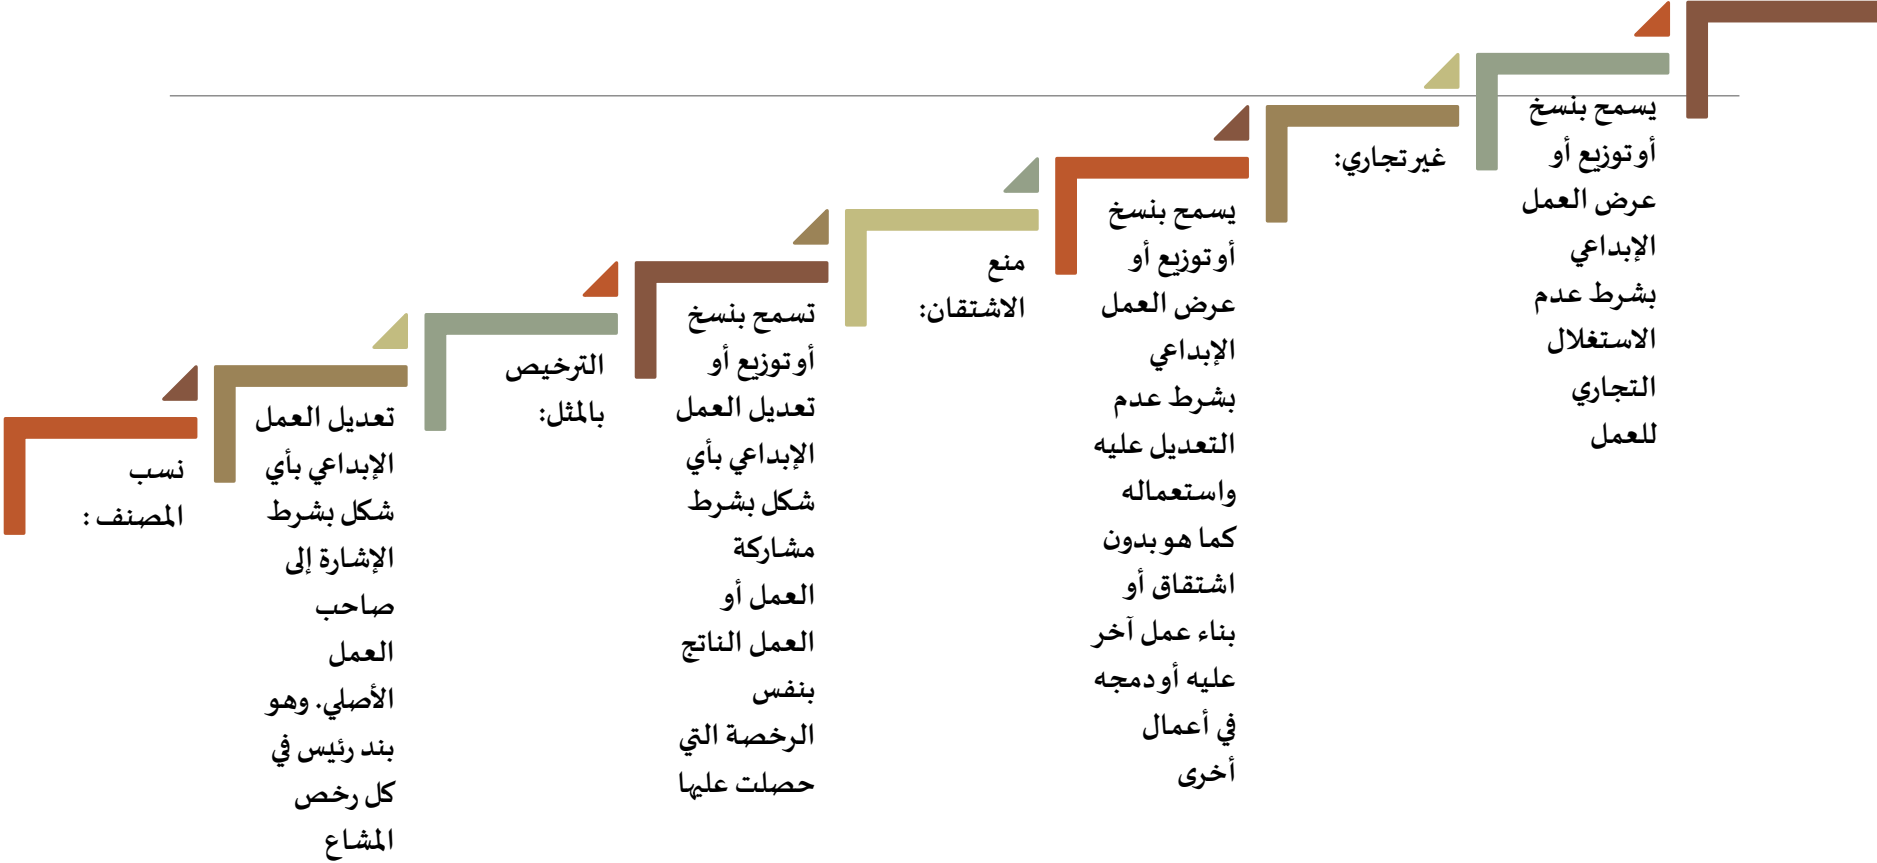 نسب
المصنف :
تعديل العمل
الإبداعي بأي
شكل بشرط
الإشارة إلى
صاحب
العمل
الأصلي. وهو
بند رئيس في
كل رخص
المشاع
الترخيص
بالمثل:
تسمح بنسخ
أو توزيع أو
تعديل العمل
الإبداعي بأي
شكل بشرط
مشاركة
العمل أو
العمل الناتج
بنفس
الرخصة التي
حصلت عليها
منع
الاشتقان:
يسمح بنسخ
أو توزيع أو
عرض العمل
الإبداعي
بشرط عدم
التعديل عليه
واستعماله
كما هو بدون
اشتقاق أو
بناء عمل آخر
عليه أو دمجه
في أعمال
أخرى
غير تجاري:
يسمح بنسخ
أو توزيع أو
عرض العمل
الإبداعي
بشرط عدم
الاستغلال
التجاري
للعمل